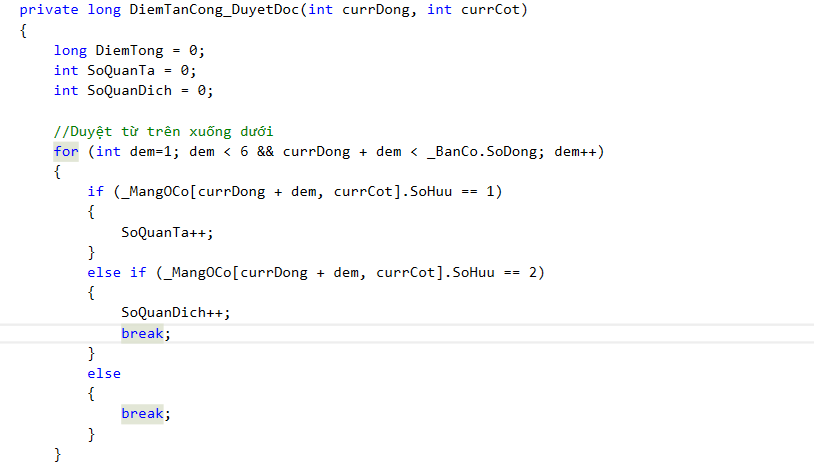 private long DiemTanCong_DuyetDoc(int currDong, int currCot)
{
    long DiemTong = 0;
    int SoQuanTa = 0;
    int SoQuanDich = 0;

    //Duyệt từ trên xuống dưới
    for (int dem=1; dem < 6 && currDong + dem < _BanCo.SoDong; dem++)
    {
        if (_MangOCo[currDong + dem, currCot].SoHuu == 1)
        {
            SoQuanTa++;
        }
        else if (_MangOCo[currDong + dem, currCot].SoHuu == 2)
        {
            SoQuanDich++;
            break;
        }
        else
        {
            break;
        }
    }